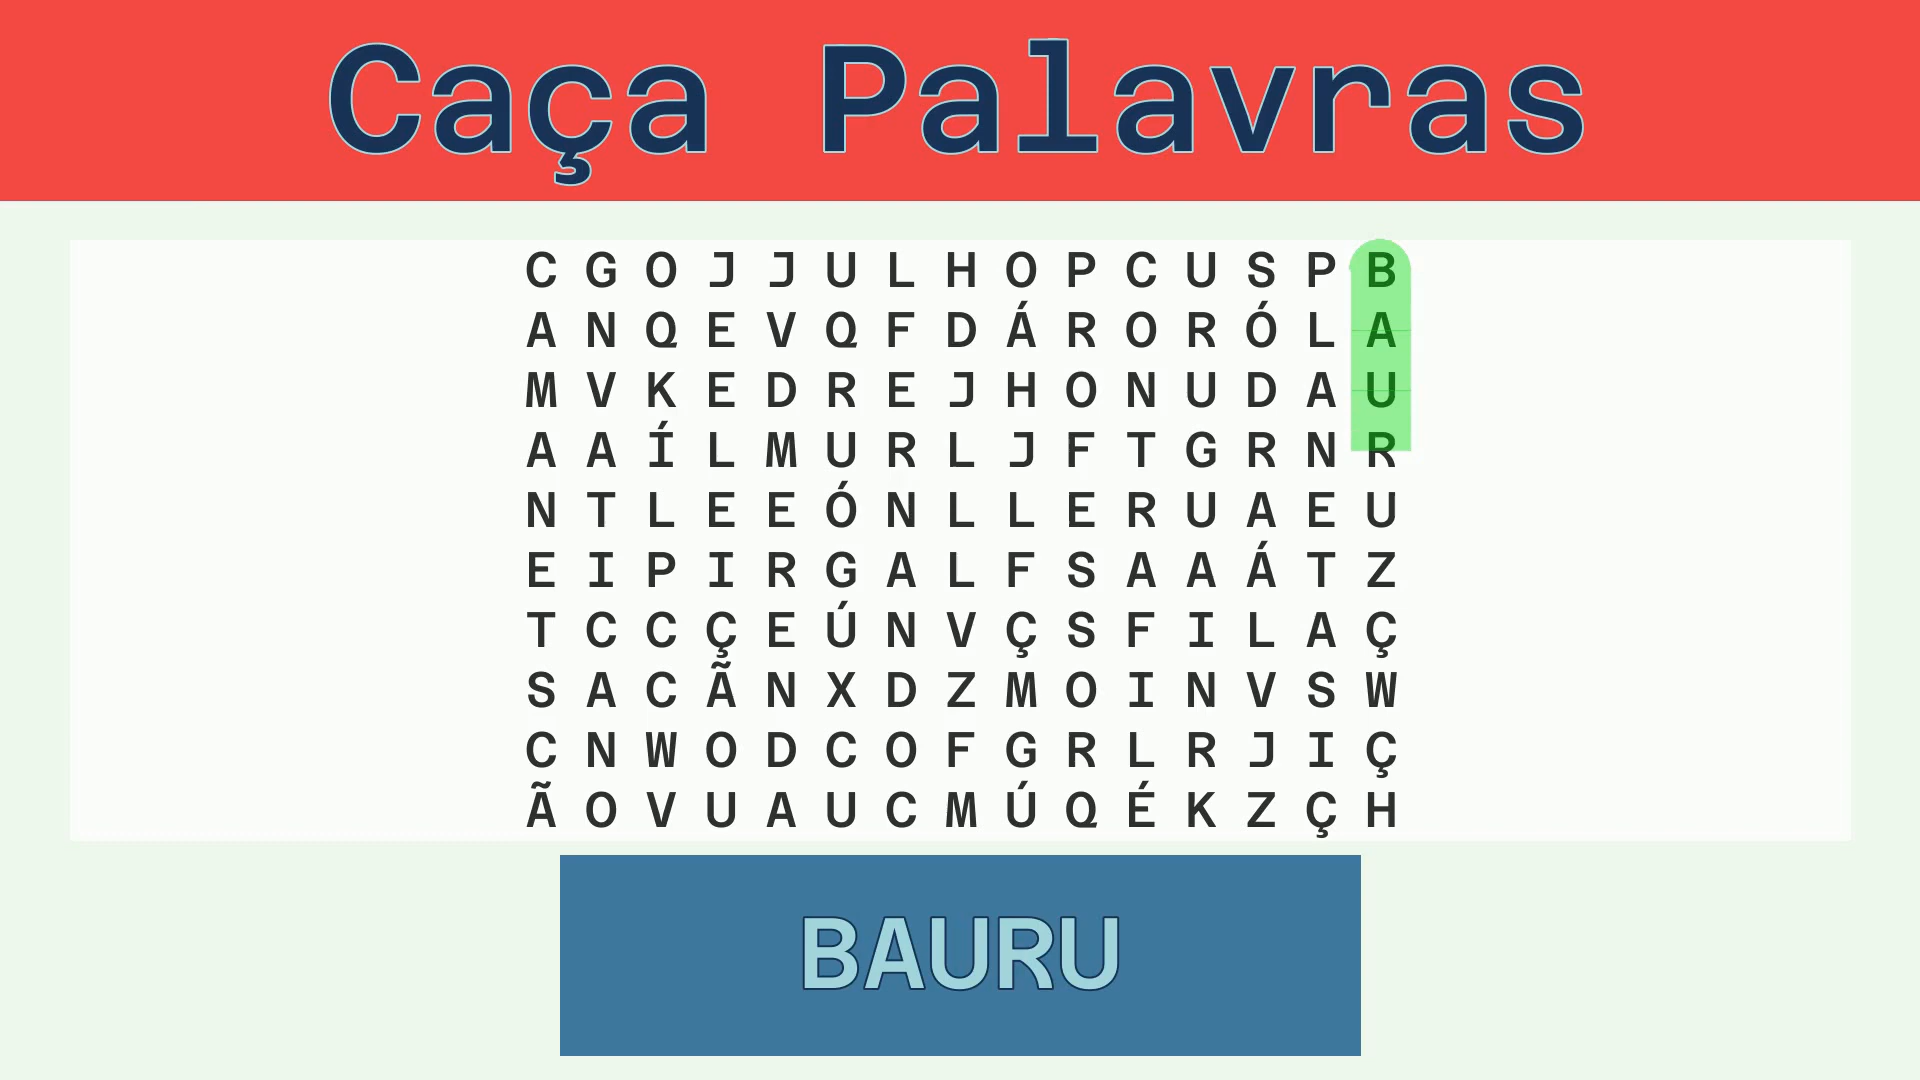 Caça Palavras
C G O J J U L H O P C U S P B
A N Q E V Q F D Á R O R Ó L A
M V K E D R E J H O N U D A U
A A Í L M U R L J F T G R N R
N T L E E Ó N L L E R U A E U
E I P I R G A L F S A A Á T Z
T C C Ç E Ú N V Ç S F I L A Ç
S A C Ã N X D Z M O I N V S W
C N W O D C O F G R L R J I Ç
Ã O V U A U C M Ú Q É K Z Ç H
BAURU